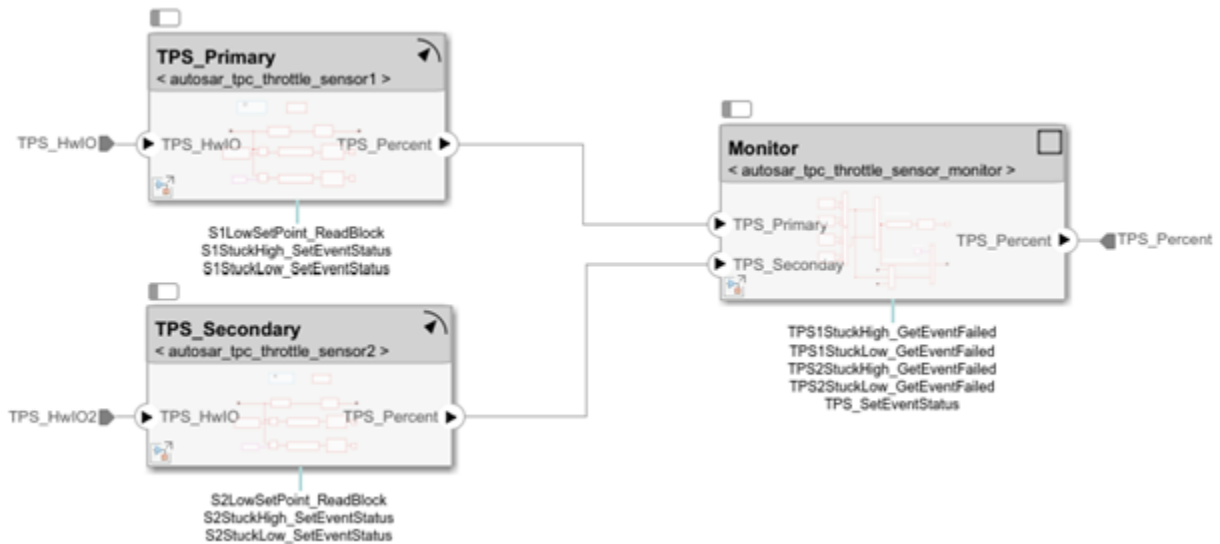 TPS_Primary
< autosar_tpc_throttle_sensor1 >
TPS_HwIO
TPS_HwIO
TPS_Percent
S1LowSetPoint_ReadBlock
S1StuckHigh_SetEventStatus
S1StuckLow_SetEventStatus
TPS_Secondary
< autosar_tpc_throttle_sensor2 >
TPS_HwIO2
TPS_HwIO
TPS_Percent
S2LowSetPoint_ReadBlock
S2StuckHigh_SetEventStatus
S2StuckLow_SetEventStatus
Monitor
< autosar_tpc_throttle_sensor_monitor >
TPS_Primary
TPS_Seconday
TPS_Percent
TPS_Percent
TPS1StuckHigh_GetEventFailed
TPS1StuckLow_GetEventFailed
TPS2StuckHigh_GetEventFailed
TPS2StuckLow_GetEventFailed
TPS_SetEventStatus